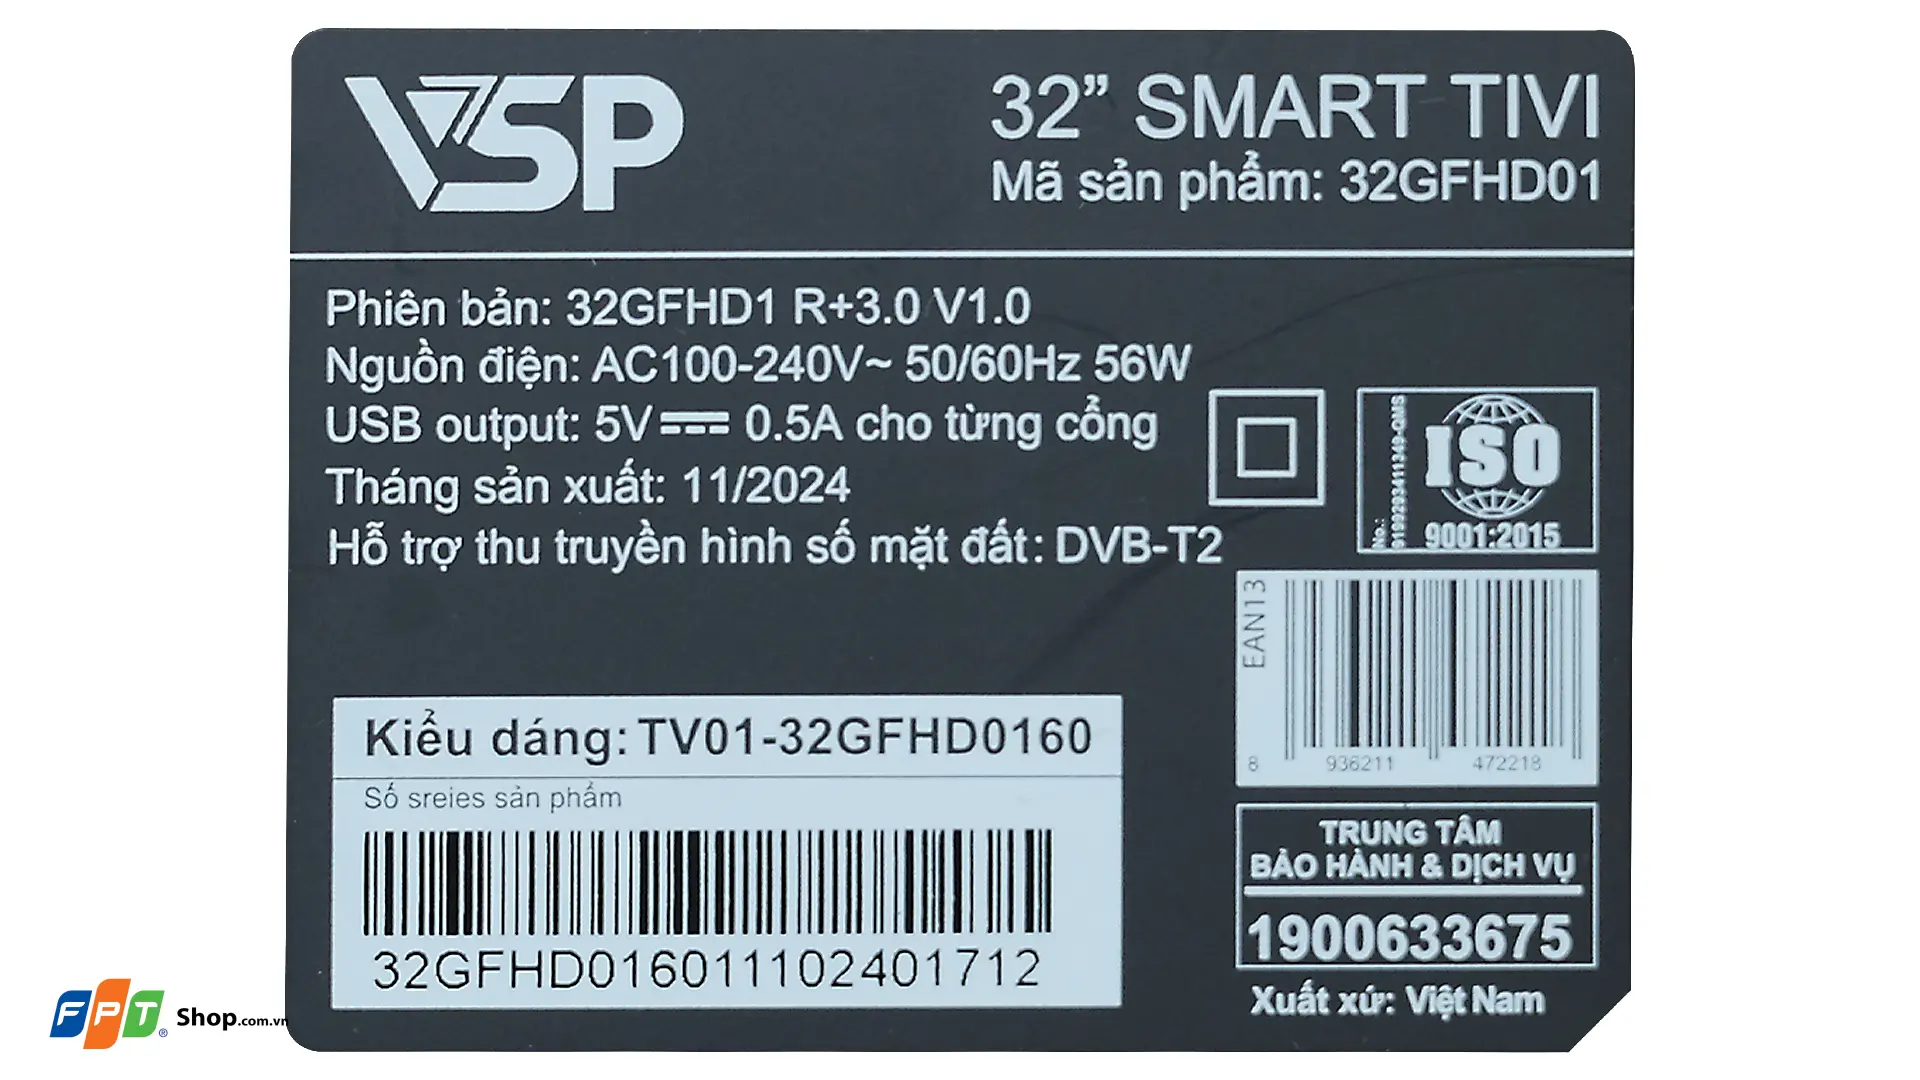 VSP
32” SMART TIVI
Mã sản phẩm: 32GFHD01
Phiên bản: 32GFHD1 R+3.0 V1.0
Nguồn điện: AC100-240V~ 50/60Hz 56W
USB output: 5V 0.5A cho từng cổng
Tháng sản xuất: 11/2024
Hỗ trợ thu truyền hình số mặt đất: DVB-T2
No.:
9199293411349-QMS
ISO
9001:2015
EAN13
8 936211 472218
Kiểu dáng: TV01-32GFHD0160
Số sreies sản phẩm
32GFHD016011102401712
TRUNG TÂM
BẢO HÀNH & DỊCH VỤ
1900633675
Xuất xứ: Việt Nam
FPT® Shop.com.vn